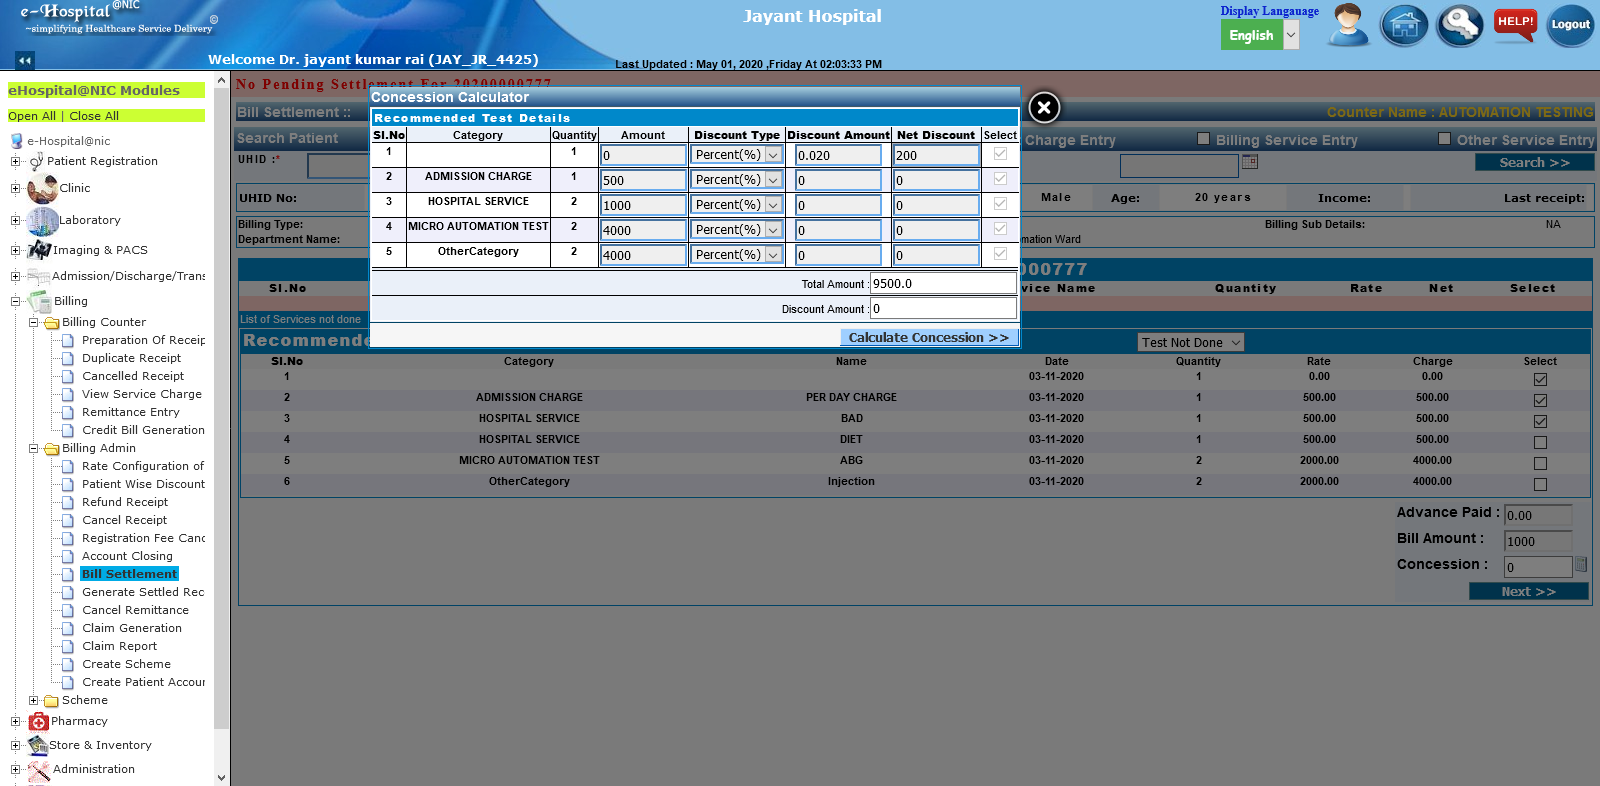 e-Hospital @NIC ©
~simplifying Healthcare Service Delivery
Jayant Hospital
Display Langauage
English
HELP!
Logout
Welcome Dr. jayant kumar rai (JAY_JR_4425)
Last Updated : May 01, 2020 ,Friday At 02:03:33 PM
eHospital@NIC Modules
Open All | Close All
e-Hospital@nic
Patient Registration
Clinic
Laboratory
Imaging & PACS
Admission/Discharge/Trans
Billing
Billing Counter
Preparation Of Receip
Duplicate Receipt
Cancelled Receipt
View Service Charge
Remittance Entry
Credit Bill Generation
Billing Admin
Rate Configuration of
Patient Wise Discount
Refund Receipt
Cancel Receipt
Registration Fee Canc
Account Closing
Bill Settlement
Generate Settled Rec
Cancel Remittance
Claim Generation
Claim Report
Create Scheme
Create Patient Accour
Scheme
Pharmacy
Store & Inventory
Administration
No Pending Settlement For 20200000777
Bill Settlement ::
Counter Name : AUTOMATION TESTING
Search Patient
Charge Entry
Billing Service Entry
Other Service Entry
UHID :*
Search >>
UHID No:
Male
Age:
20 years
Income:
Last receipt:
Billing Type:
Billing Sub Details:
NA
Department Name:
mation Ward
Concession Calculator
Recommended Test Details
Sl.No Category Quantity Amount Discount Type Discount Amount Net Discount Select
1 1 0 Percent(%) 0.020 200
2 ADMISSION CHARGE 1 500 Percent(%) 0 0
3 HOSPITAL SERVICE 2 1000 Percent(%) 0 0
4 MICRO AUTOMATION TEST 2 4000 Percent(%) 0 0
5 OtherCategory 2 4000 Percent(%) 0 0
Total Amount : 9500.0
Discount Amount : 0
Calculate Concession >>
000777
Sl.No
vice Name Quantity Rate Net Select
List of Services not done
Recommende
Test Not Done
Sl.No Category Name Date Quantity Rate Charge Select
1 03-11-2020 1 0.00 0.00
2 ADMISSION CHARGE PER DAY CHARGE 03-11-2020 1 500.00 500.00
3 HOSPITAL SERVICE BAD 03-11-2020 1 500.00 500.00
4 HOSPITAL SERVICE DIET 03-11-2020 1 500.00 500.00
5 MICRO AUTOMATION TEST ABG 03-11-2020 2 2000.00 4000.00
6 OtherCategory Injection 03-11-2020 2 2000.00 4000.00
Advance Paid : 0.00
Bill Amount : 1000
Concession : 0
Next >>